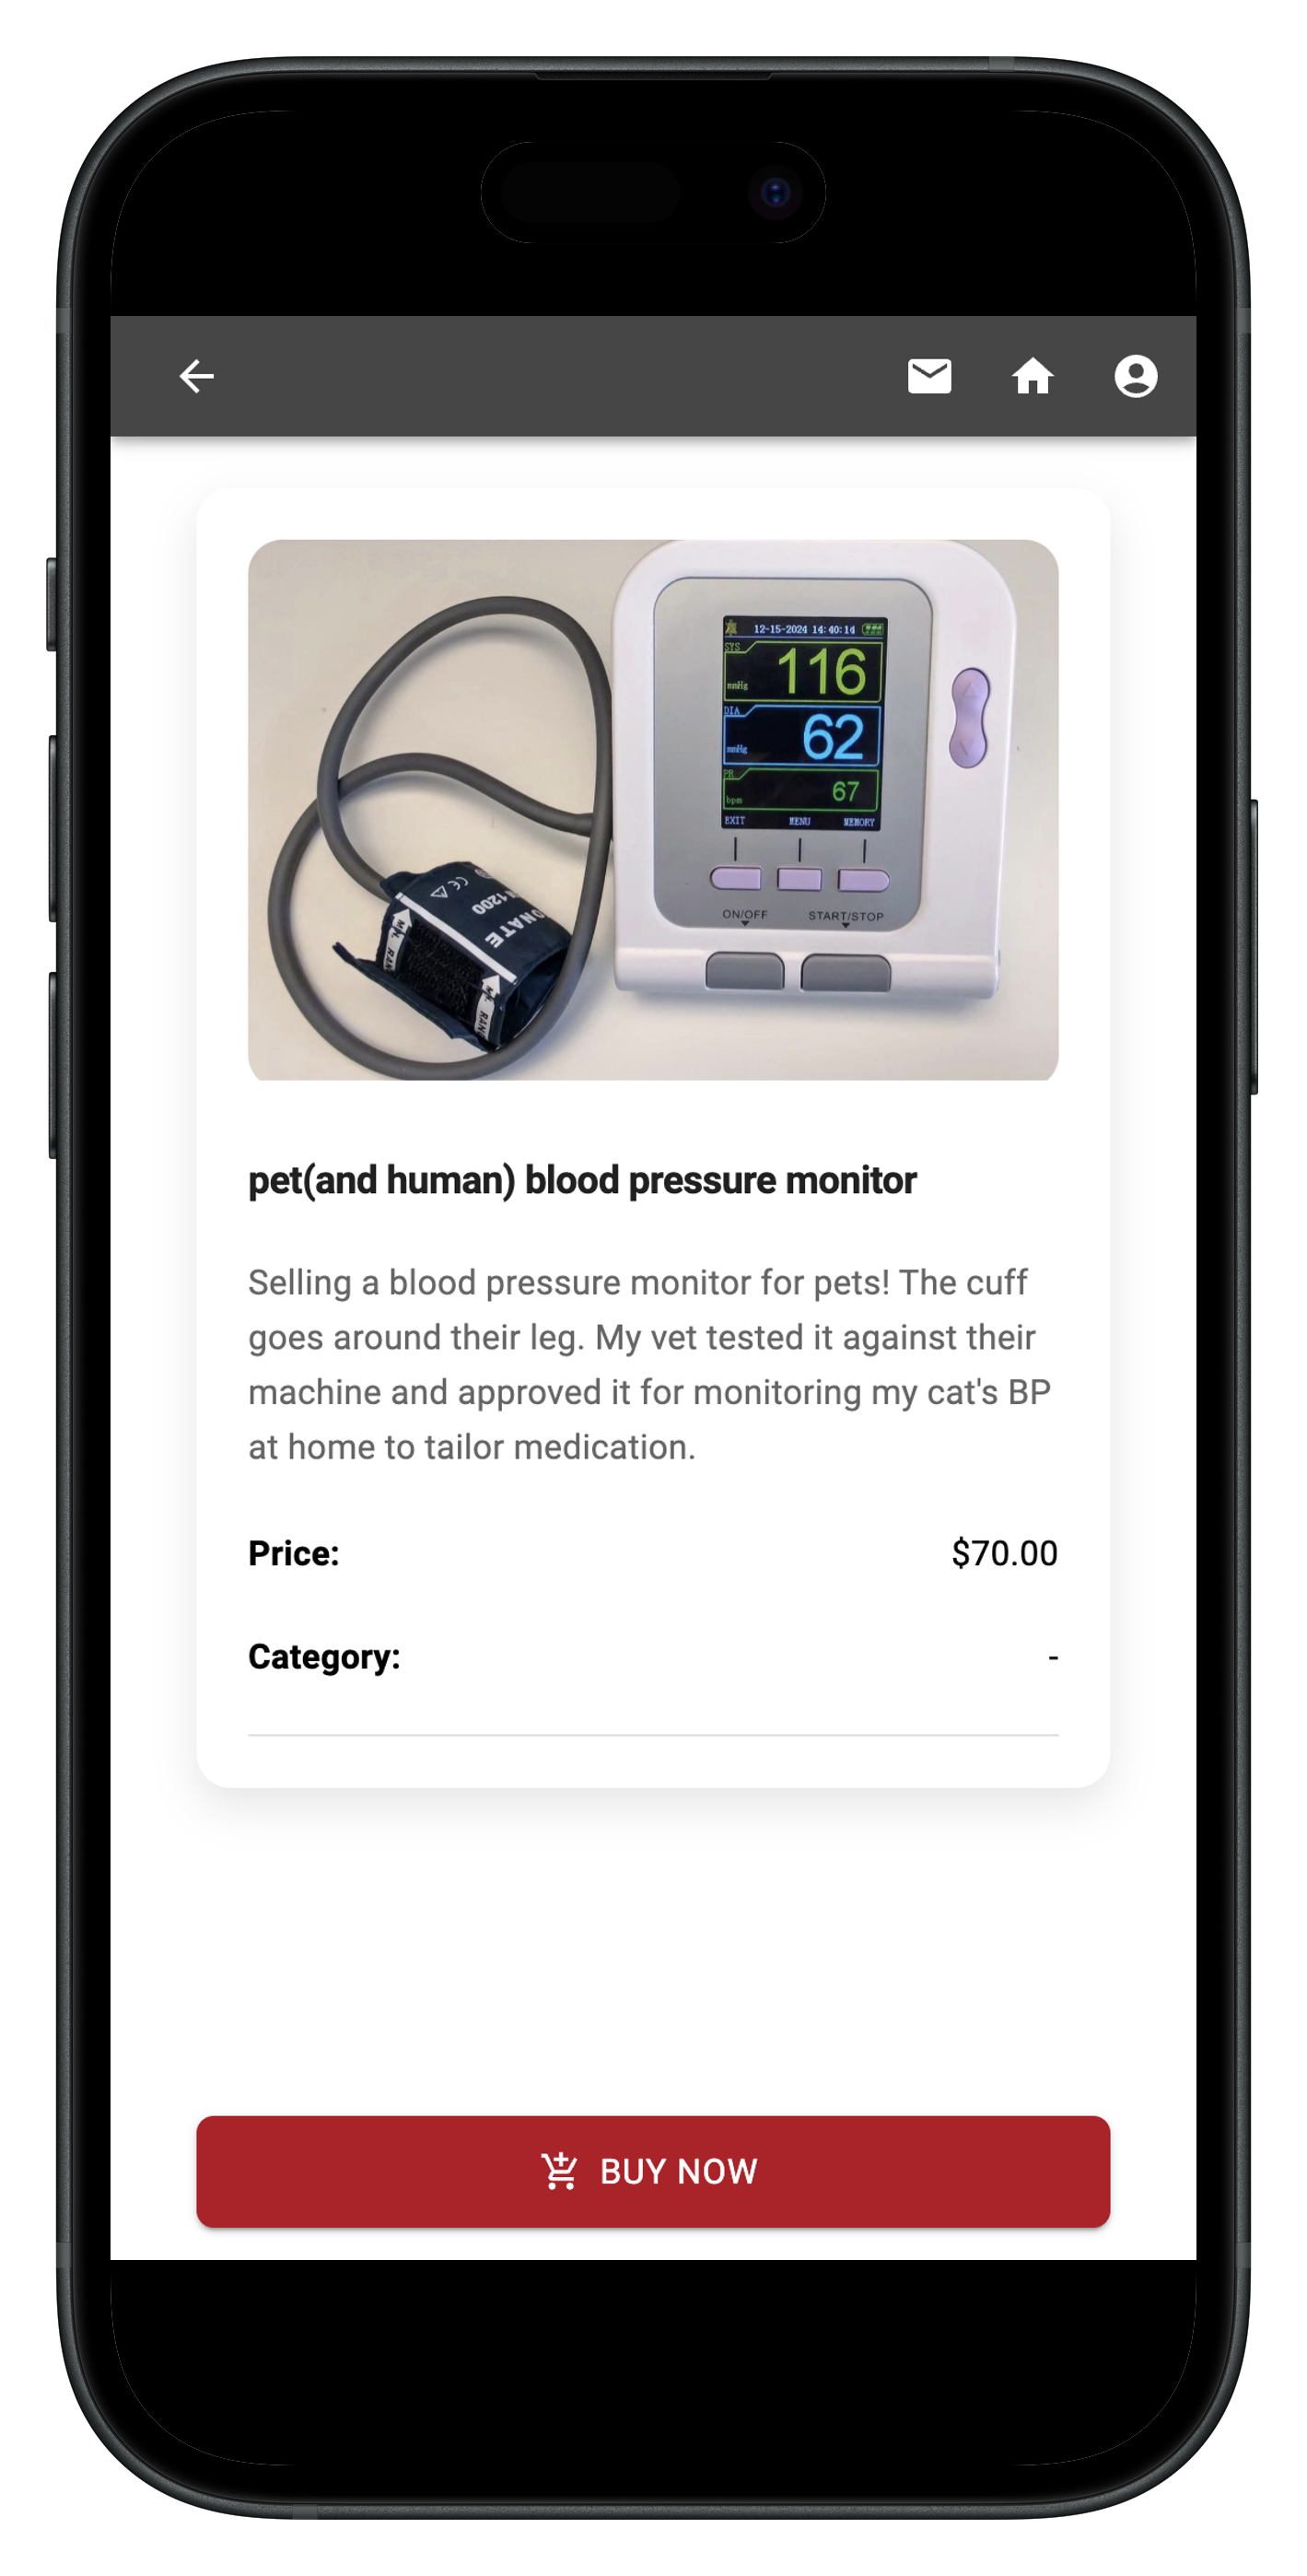 12-15-2024 14:40:14
SYS
116
mmHg
DIA
62
mmHg
PR
67
bpm
EXIT MENU MEMORY
ON/OFF START/STOP
1200
pet(and human) blood pressure monitor
Selling a blood pressure monitor for pets! The cuff
goes around their leg. My vet tested it against their
machine and approved it for monitoring my cat's BP
at home to tailor medication.
Price: $70.00
Category: -
BUY NOW